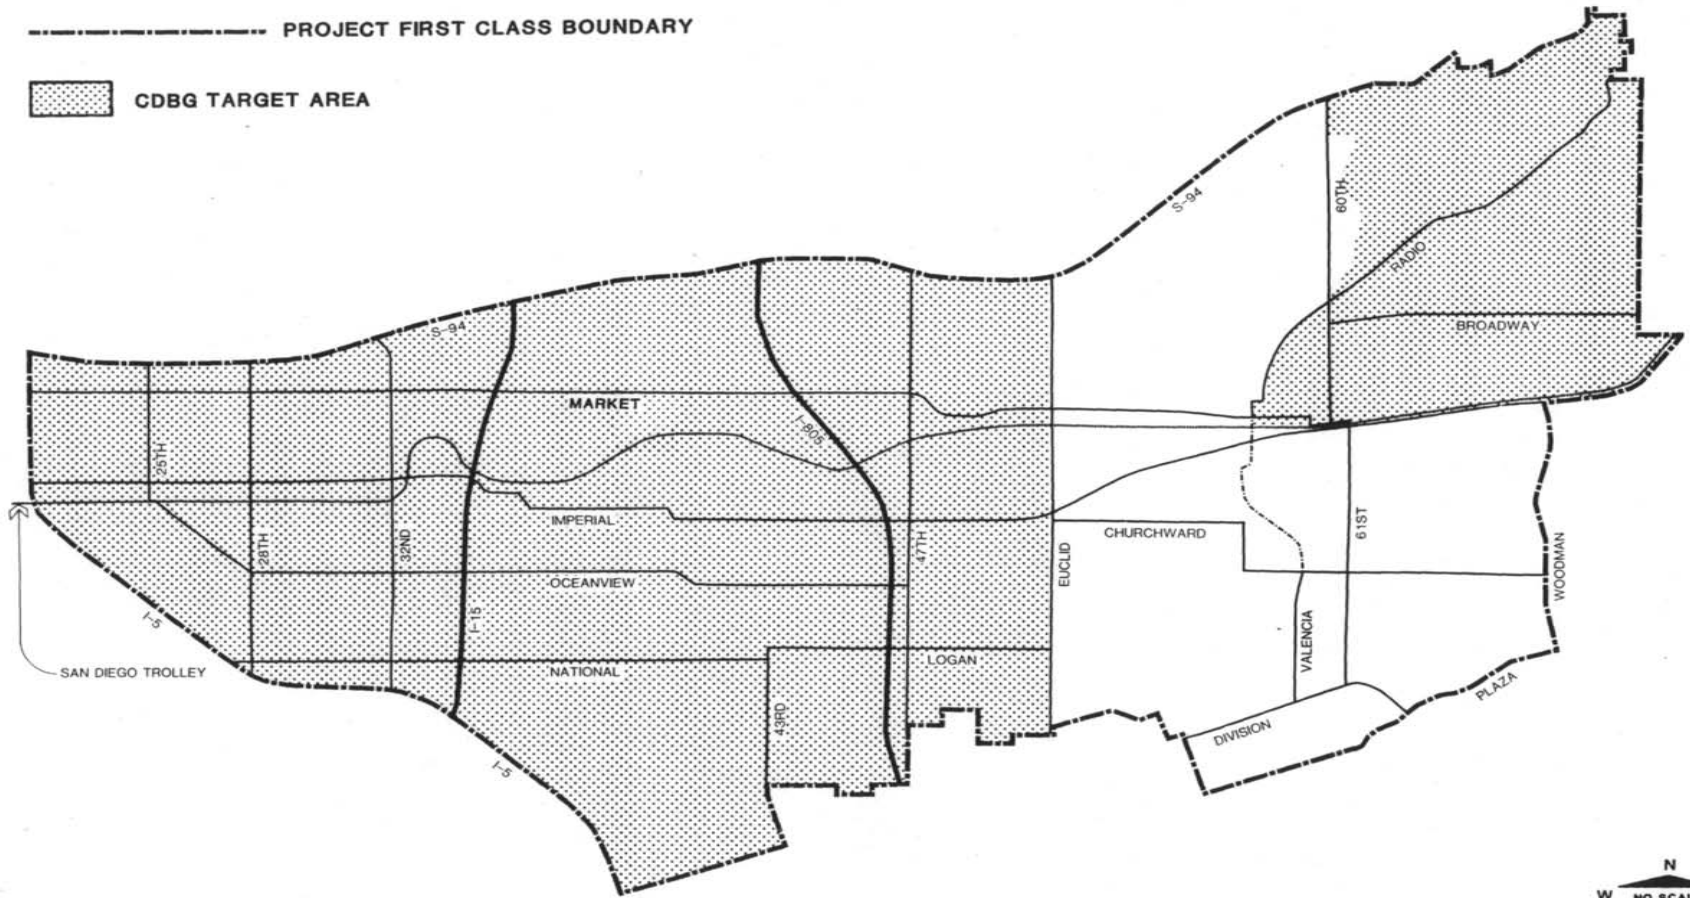 PROJECT FIRST CLASS BOUNDARY
CDBG TARGET AREA
S-94
60TH
RADIO
BROADWAY
S-94
MARKET
I-805
25TH
28TH
32ND
IMPERIAL
47TH
EUCLID
CHURCHWARD
61ST
WOODMAN
OCEANVIEW
I-5
I-15
SAN DIEGO TROLLEY
NATIONAL
LOGAN
VALENCIA
43RD
PLAZA
DIVISION
I-5
N
W